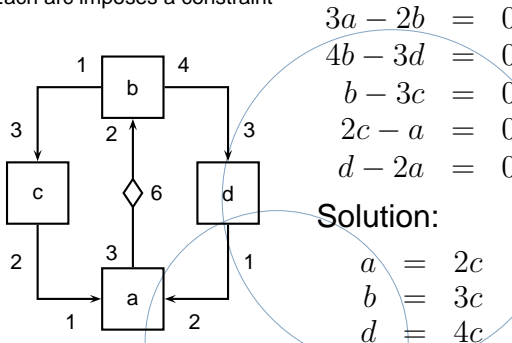 Each arc imposes a constraint
3a − 2b = 0
4b − 3d = 0
b − 3c = 0
2c − a = 0
d − 2a = 0
Solution:
a = 2c
b = 3c
d = 4c
1
b
4
3
2
3
c
6
d
2
3
1
a
1
2